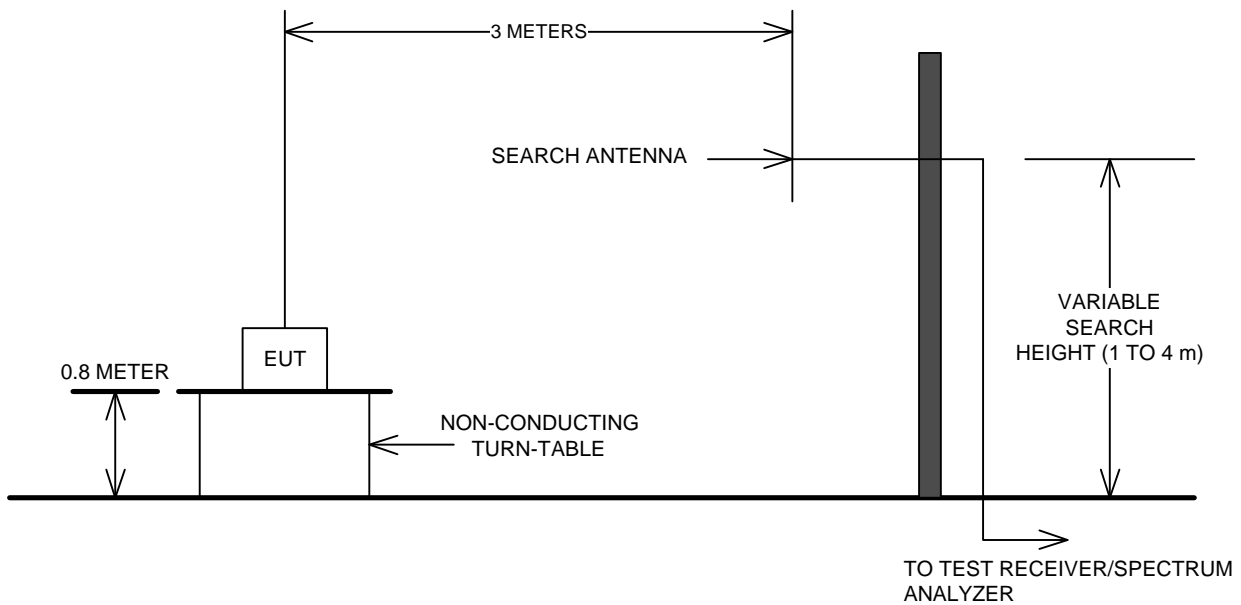 3 METERS
SEARCH ANTENNA
VARIABLE
SEARCH
HEIGHT (1 TO 4 m)
EUT
0.8 METER
NON-CONDUCTING
TURN-TABLE
TO TEST RECEIVER/SPECTRUM
ANALYZER